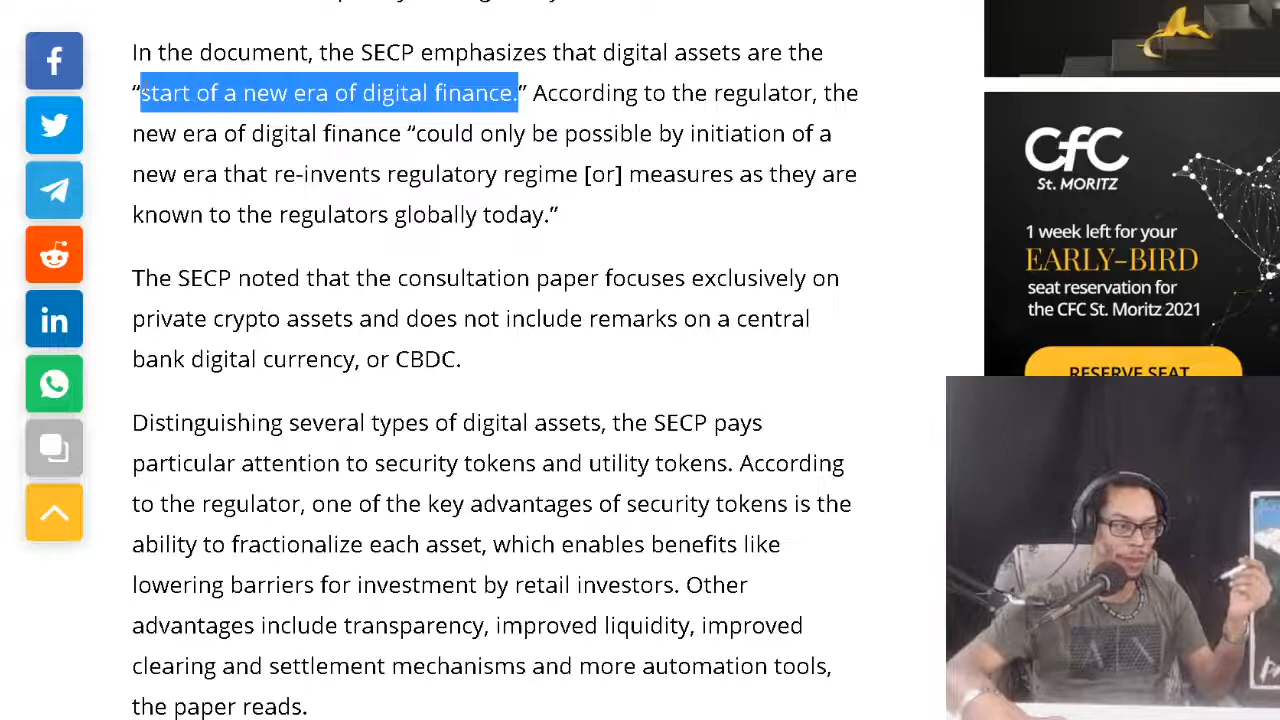 In the document, the SECP emphasizes that digital assets are the
“start of a new era of digital finance.” According to the regulator, the
new era of digital finance “could only be possible by initiation of a
new era that re-invents regulatory regime [or] measures as they are
known to the regulators globally today.”
The SECP noted that the consultation paper focuses exclusively on
private crypto assets and does not include remarks on a central
bank digital currency, or CBDC.
Distinguishing several types of digital assets, the SECP pays
particular attention to security tokens and utility tokens. According
to the regulator, one of the key advantages of security tokens is the
ability to fractionalize each asset, which enables benefits like
lowering barriers for investment by retail investors. Other
advantages include transparency, improved liquidity, improved
clearing and settlement mechanisms and more automation tools,
the paper reads.
CfC
St. MORITZ
1 week left for your
EARLY-BIRD
seat reservation for
the CFC St. Moritz 2021
RESERVE SEAT